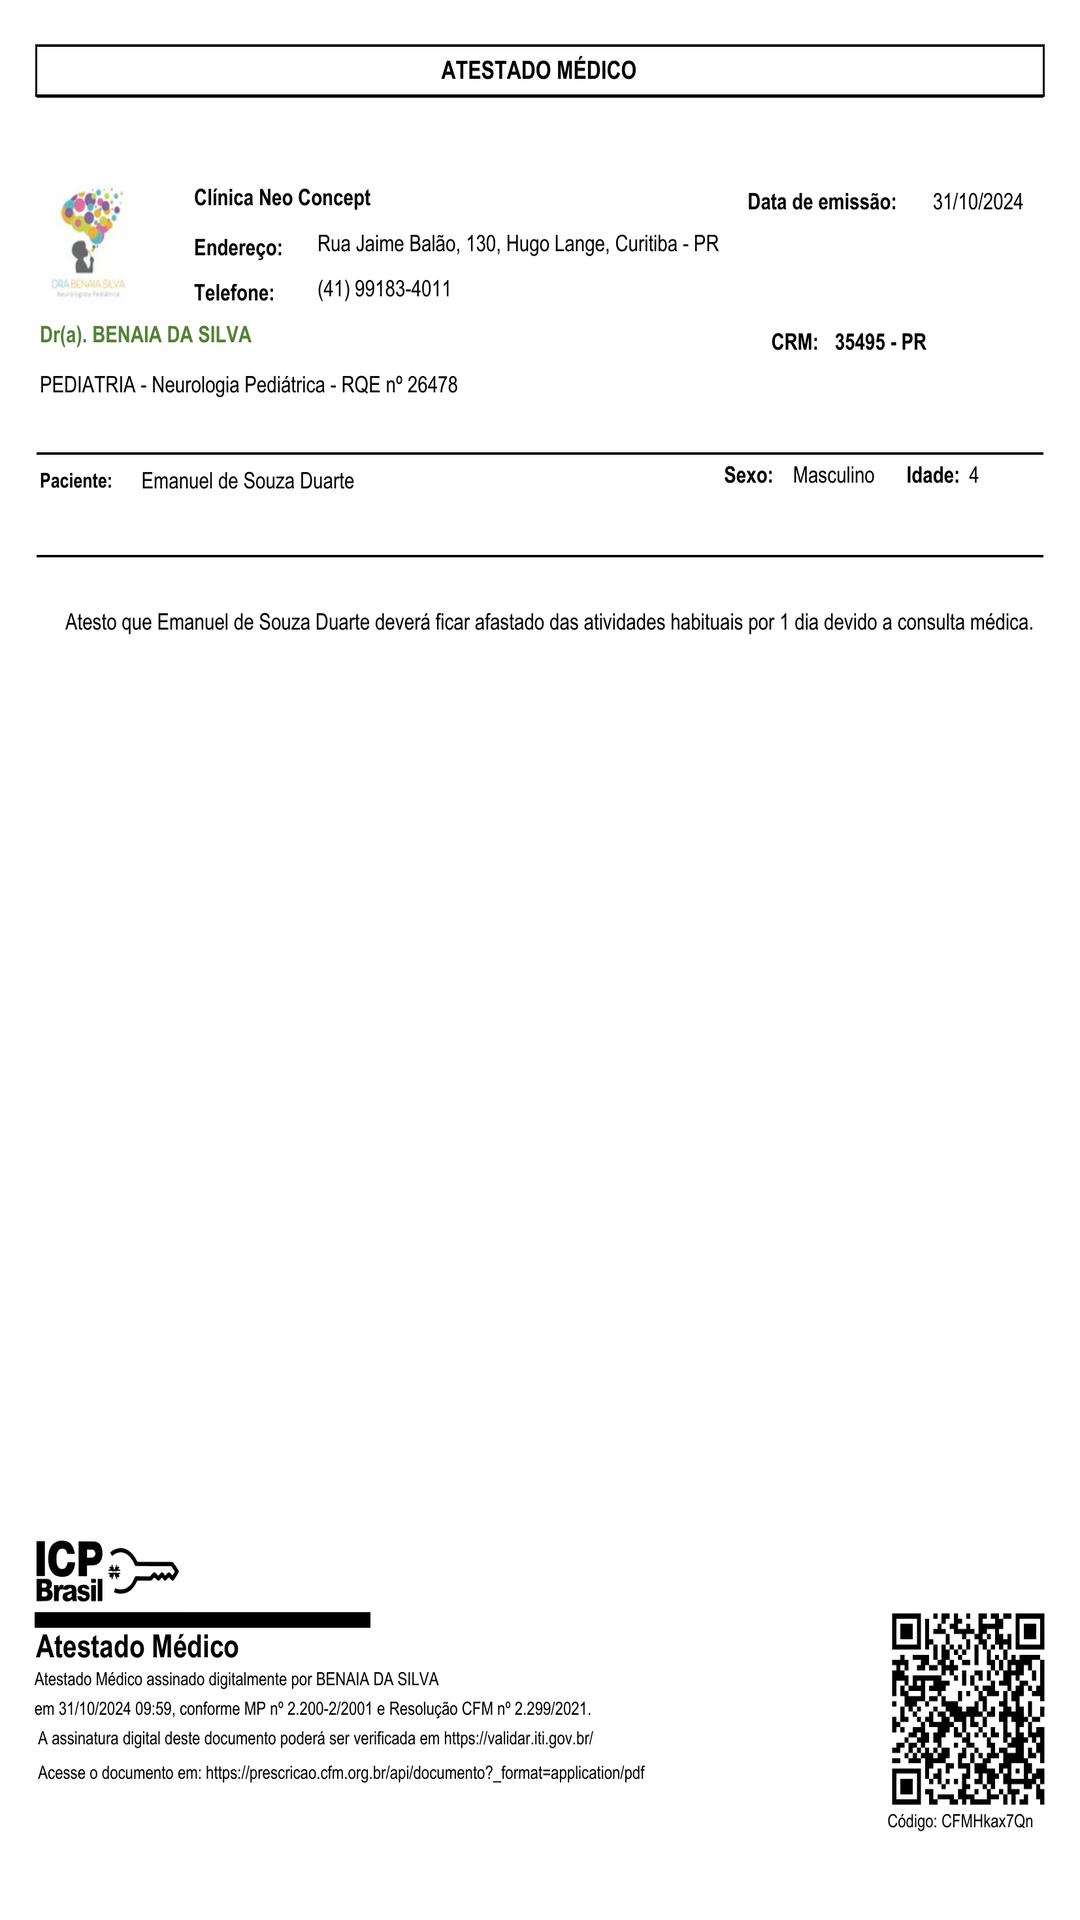 ATESTADO MÉDICO
Clínica Neo Concept
Data de emissão: 31/10/2024
Endereço: Rua Jaime Balão, 130, Hugo Lange, Curitiba - PR
Telefone: (41) 99183-4011
DRA BENAIA SILVA
Neurologista Pediátrica
Dr(a). BENAIA DA SILVA
CRM: 35495 - PR
PEDIATRIA - Neurologia Pediátrica - RQE nº 26478
Paciente: Emanuel de Souza Duarte
Sexo: Masculino Idade: 4
Atesto que Emanuel de Souza Duarte deverá ficar afastado das atividades habituais por 1 dia devido a consulta médica.
ICP
Brasil
Atestado Médico
Atestado Médico assinado digitalmente por BENAIA DA SILVA
em 31/10/2024 09:59, conforme MP nº 2.200-2/2001 e Resolução CFM nº 2.299/2021.
A assinatura digital deste documento poderá ser verificada em https://validar.iti.gov.br/
Acesse o documento em: https://prescricao.cfm.org.br/api/documento?_format=application/pdf
Código: CFMHkax7Qn